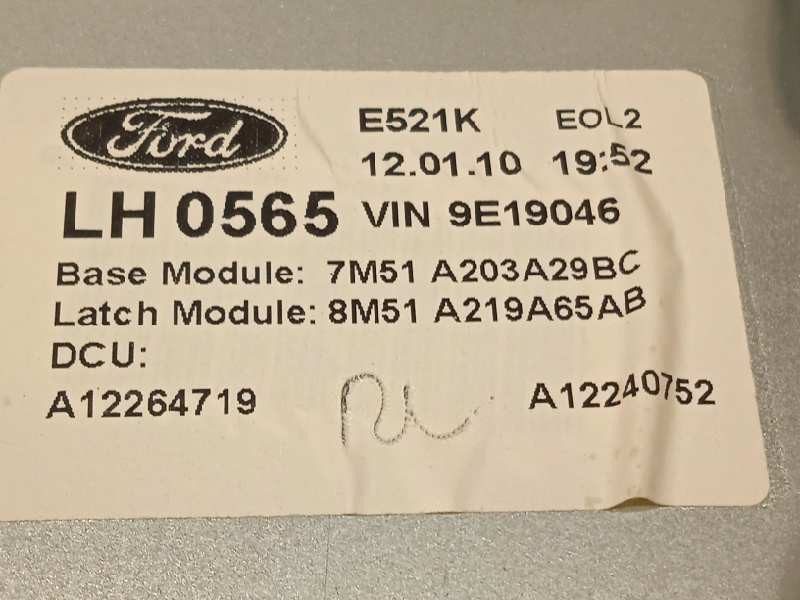 Ford
E521K EOL2
12.01.10 19:52
LH 0565 VIN 9E19046
Base Module: 7M51 A203A29BC
Latch Module: 8M51 A219A65AB
DCU:
A12264719 A12240752